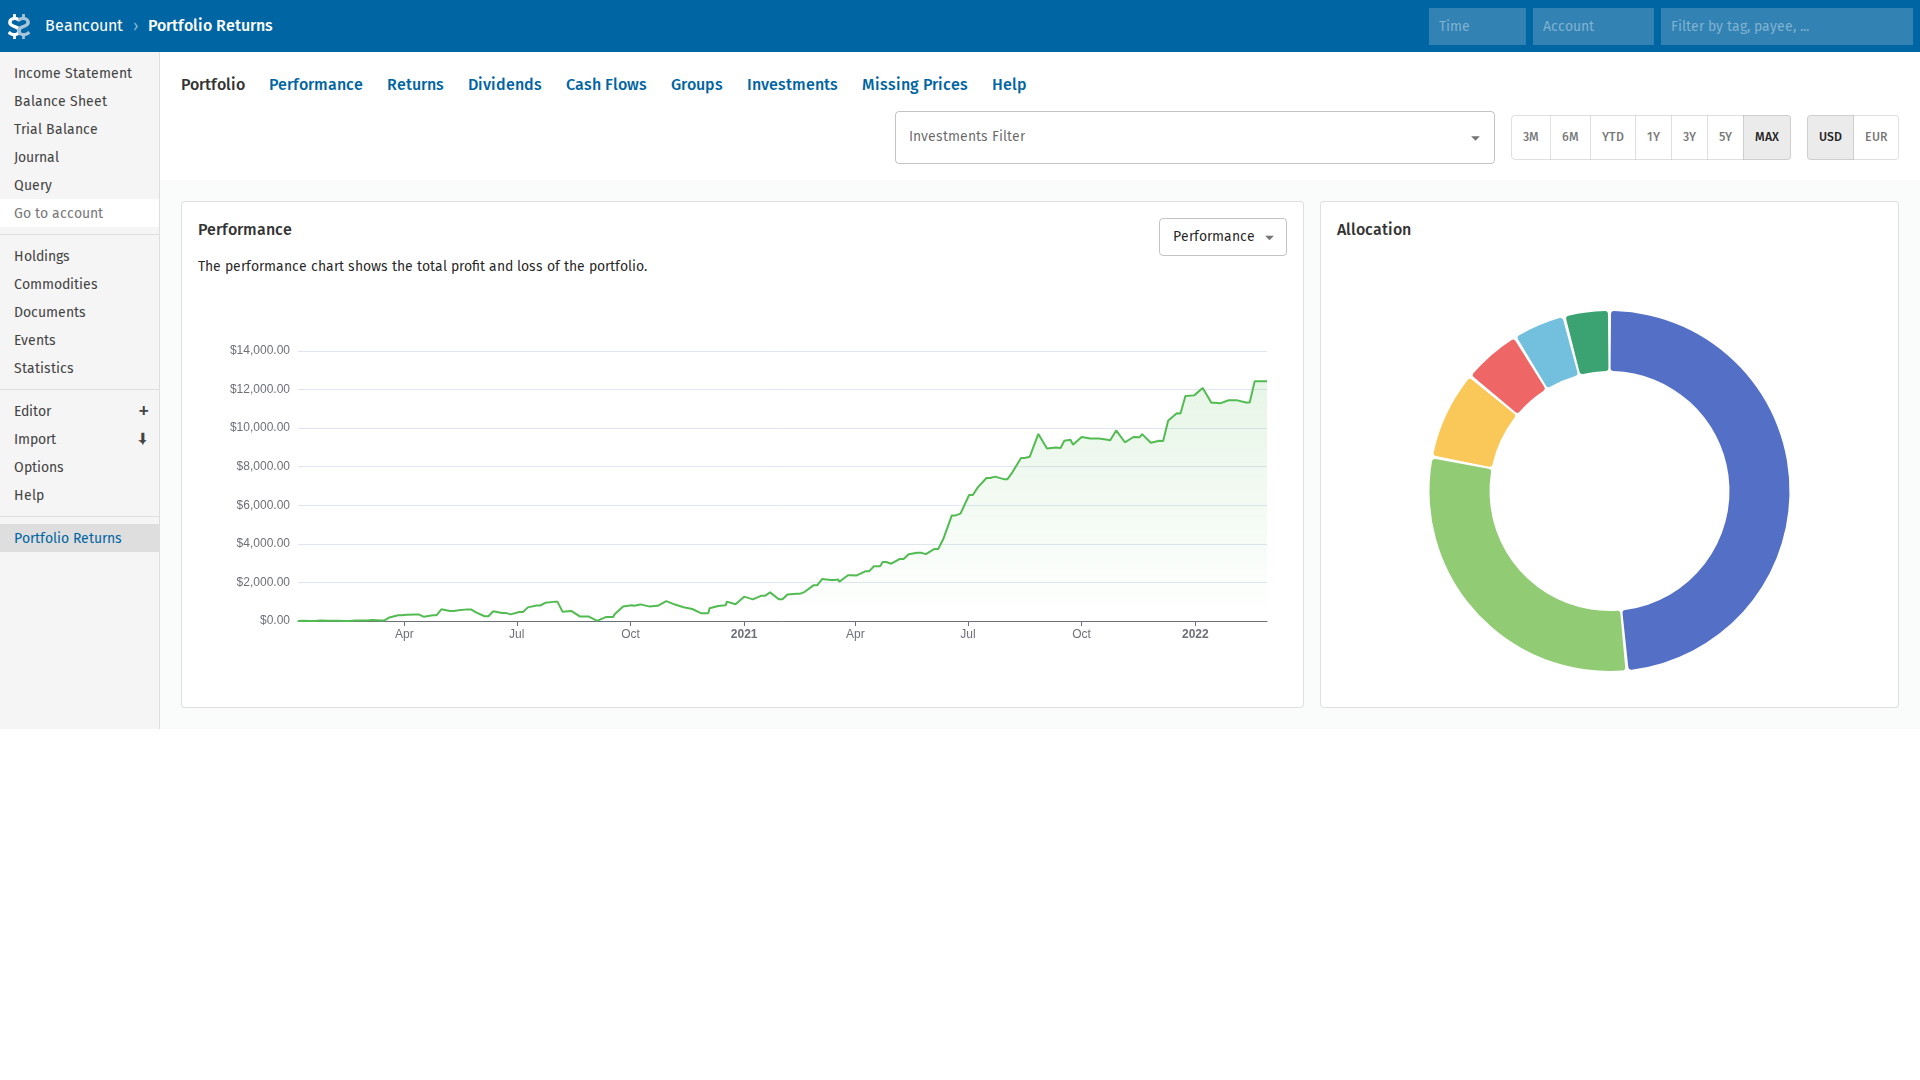 Beancount › Portfolio Returns
Time
Account
Filter by tag, payee, ...
Income Statement
Balance Sheet
Trial Balance
Journal
Query
Go to account
Holdings
Commodities
Documents
Events
Statistics
Editor +
Import ⬇
Options
Help
Portfolio Returns
Portfolio Performance Returns Dividends Cash Flows Groups Investments Missing Prices Help
Investments Filter
3M 6M YTD 1Y 3Y 5Y MAX
USD EUR
Performance
Performance
The performance chart shows the total profit and loss of the portfolio.
$14,000.00
$12,000.00
$10,000.00
$8,000.00
$6,000.00
$4,000.00
$2,000.00
$0.00
Apr Jul Oct 2021 Apr Jul Oct 2022
Allocation